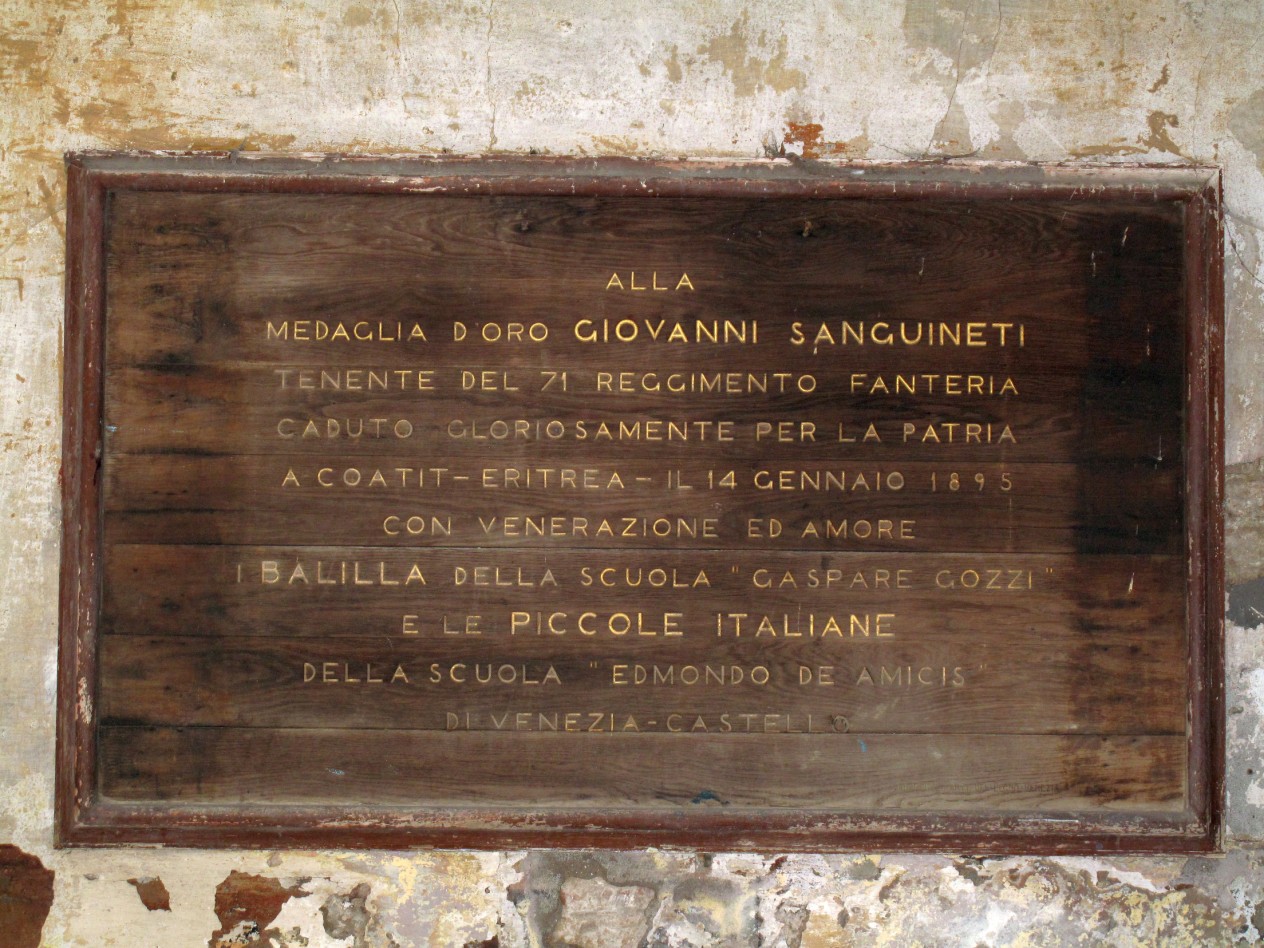 ALLA
MEDAGLIA D'ORO GIOVANNI SANGUINETI
TENENTE DEL 71 REGGIMENTO FANTERIA
CADUTO GLORIOSAMENTE PER LA PATRIA
A COATIT-ERITREA-IL 14 GENNAIO 1895
CON VENERAZIONE ED AMORE
I BALILLA DELLA SCUOLA "GASPARE GOZZI"
E LE PICCOLE ITALIANE
DELLA SCUOLA "EDMONDO DE AMICIS"
DI VENEZIA-CASTELLO